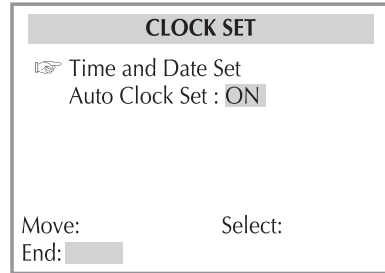 CLOCK SET
☞ Time and Date Set
Auto Clock Set : ON
Move: Select:
End: